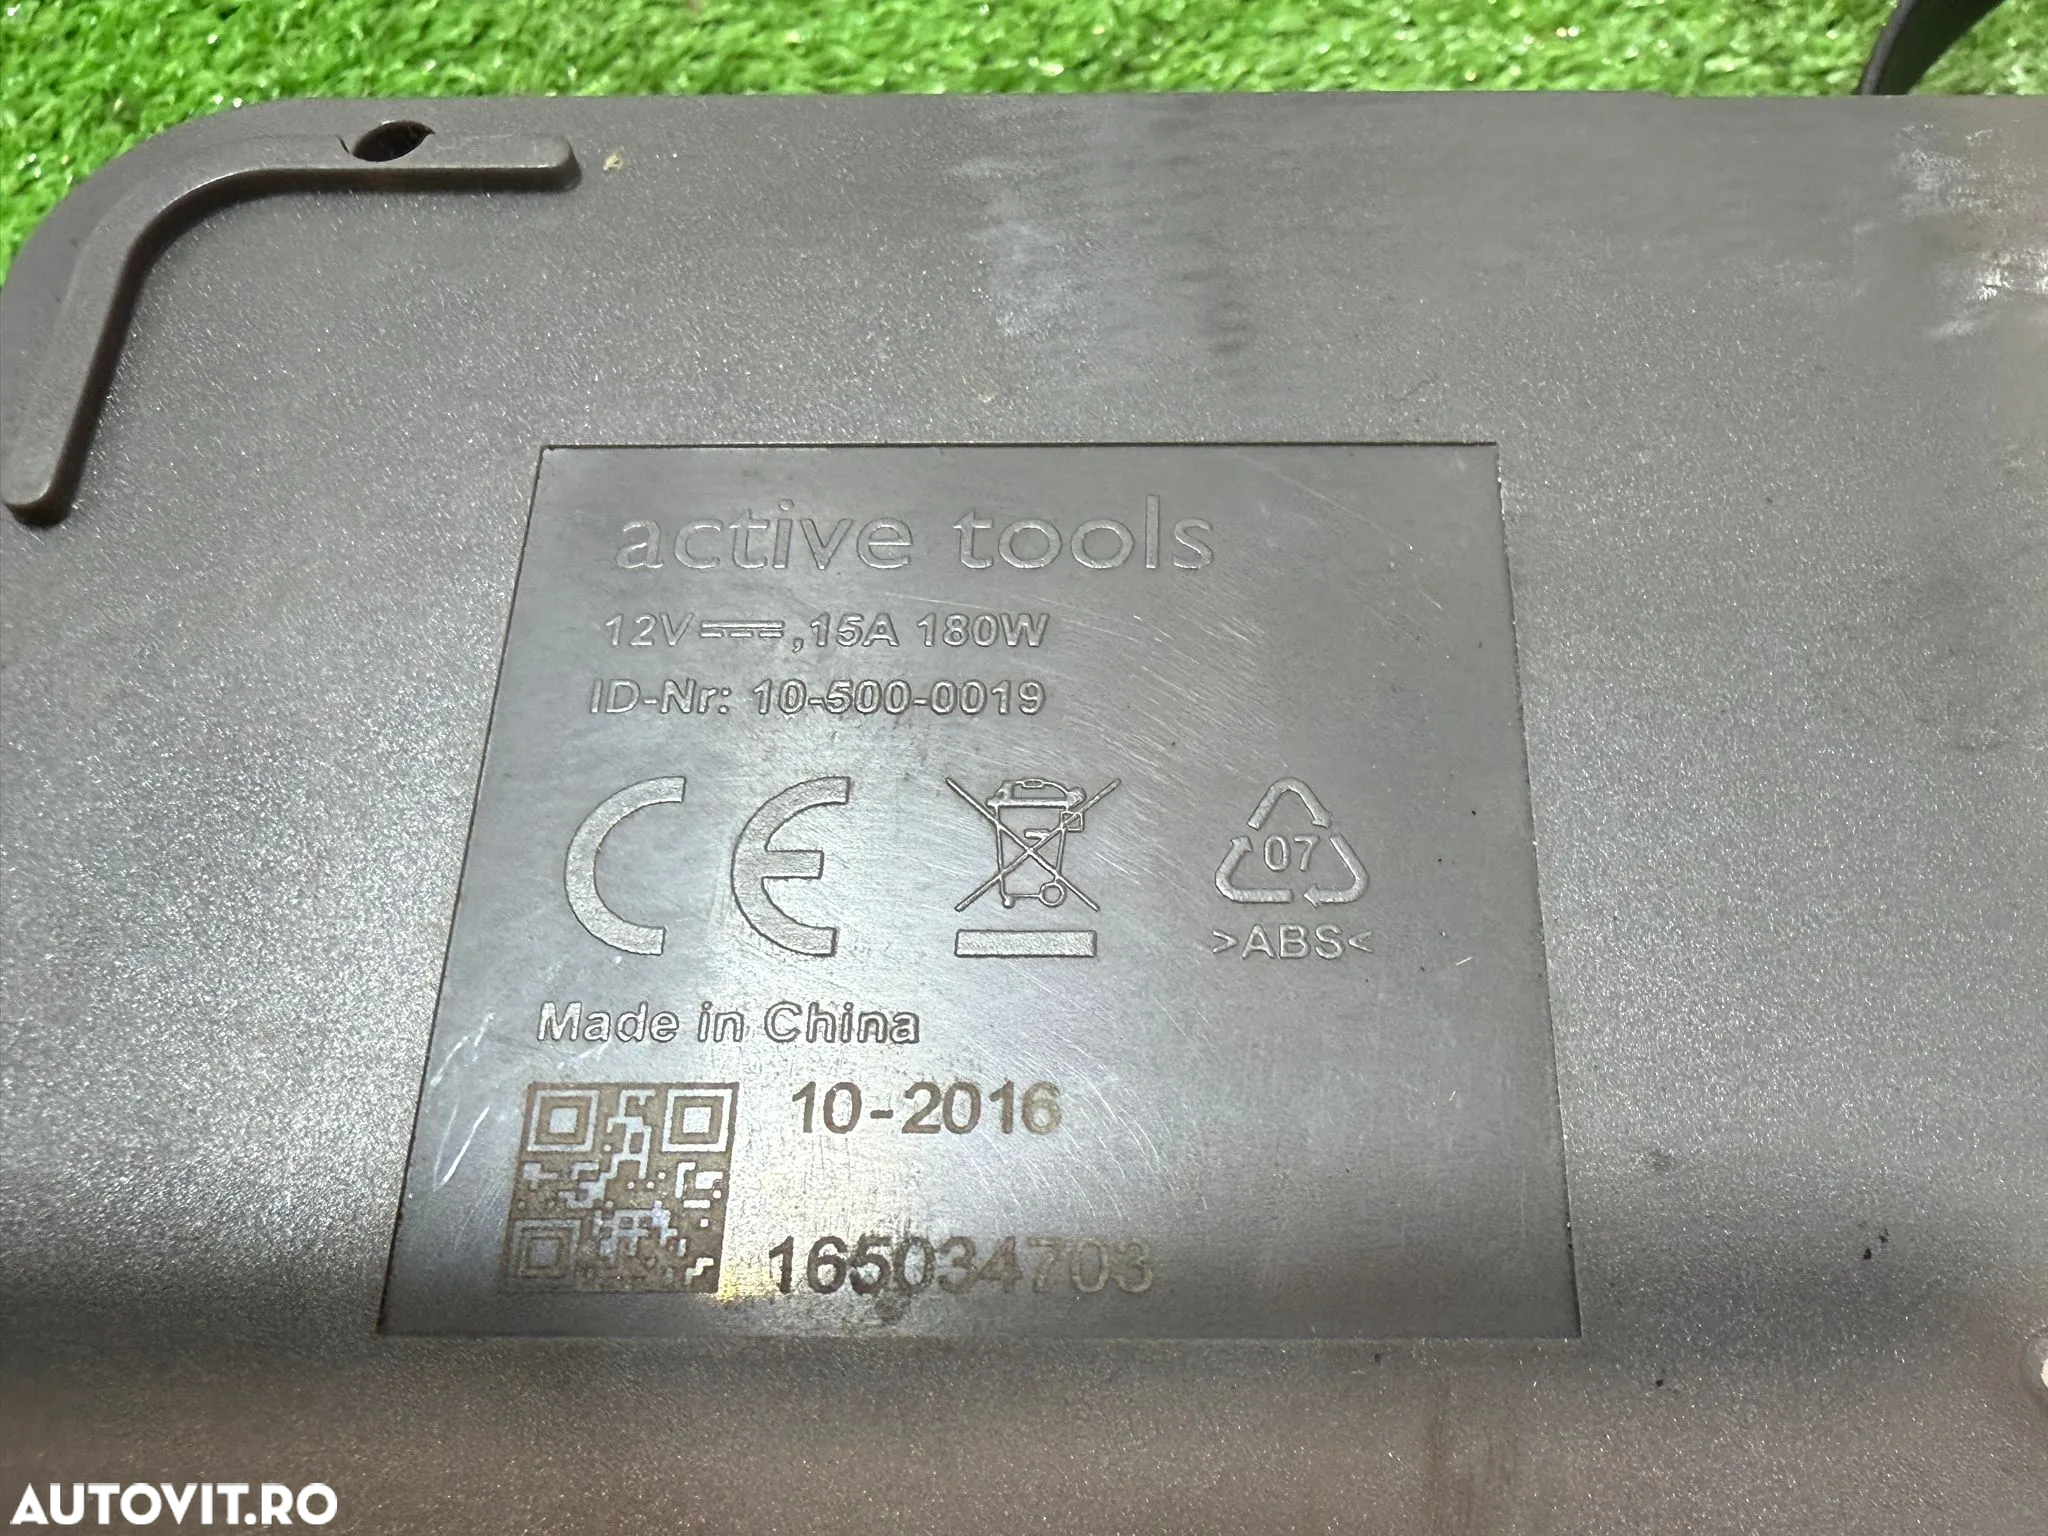 active tools
12V⎓,15A 180W
ID-Nr: 10-500-0019
CE
07
>ABS<
Made in China
10-2016
165034703
AUTOVIT.RO